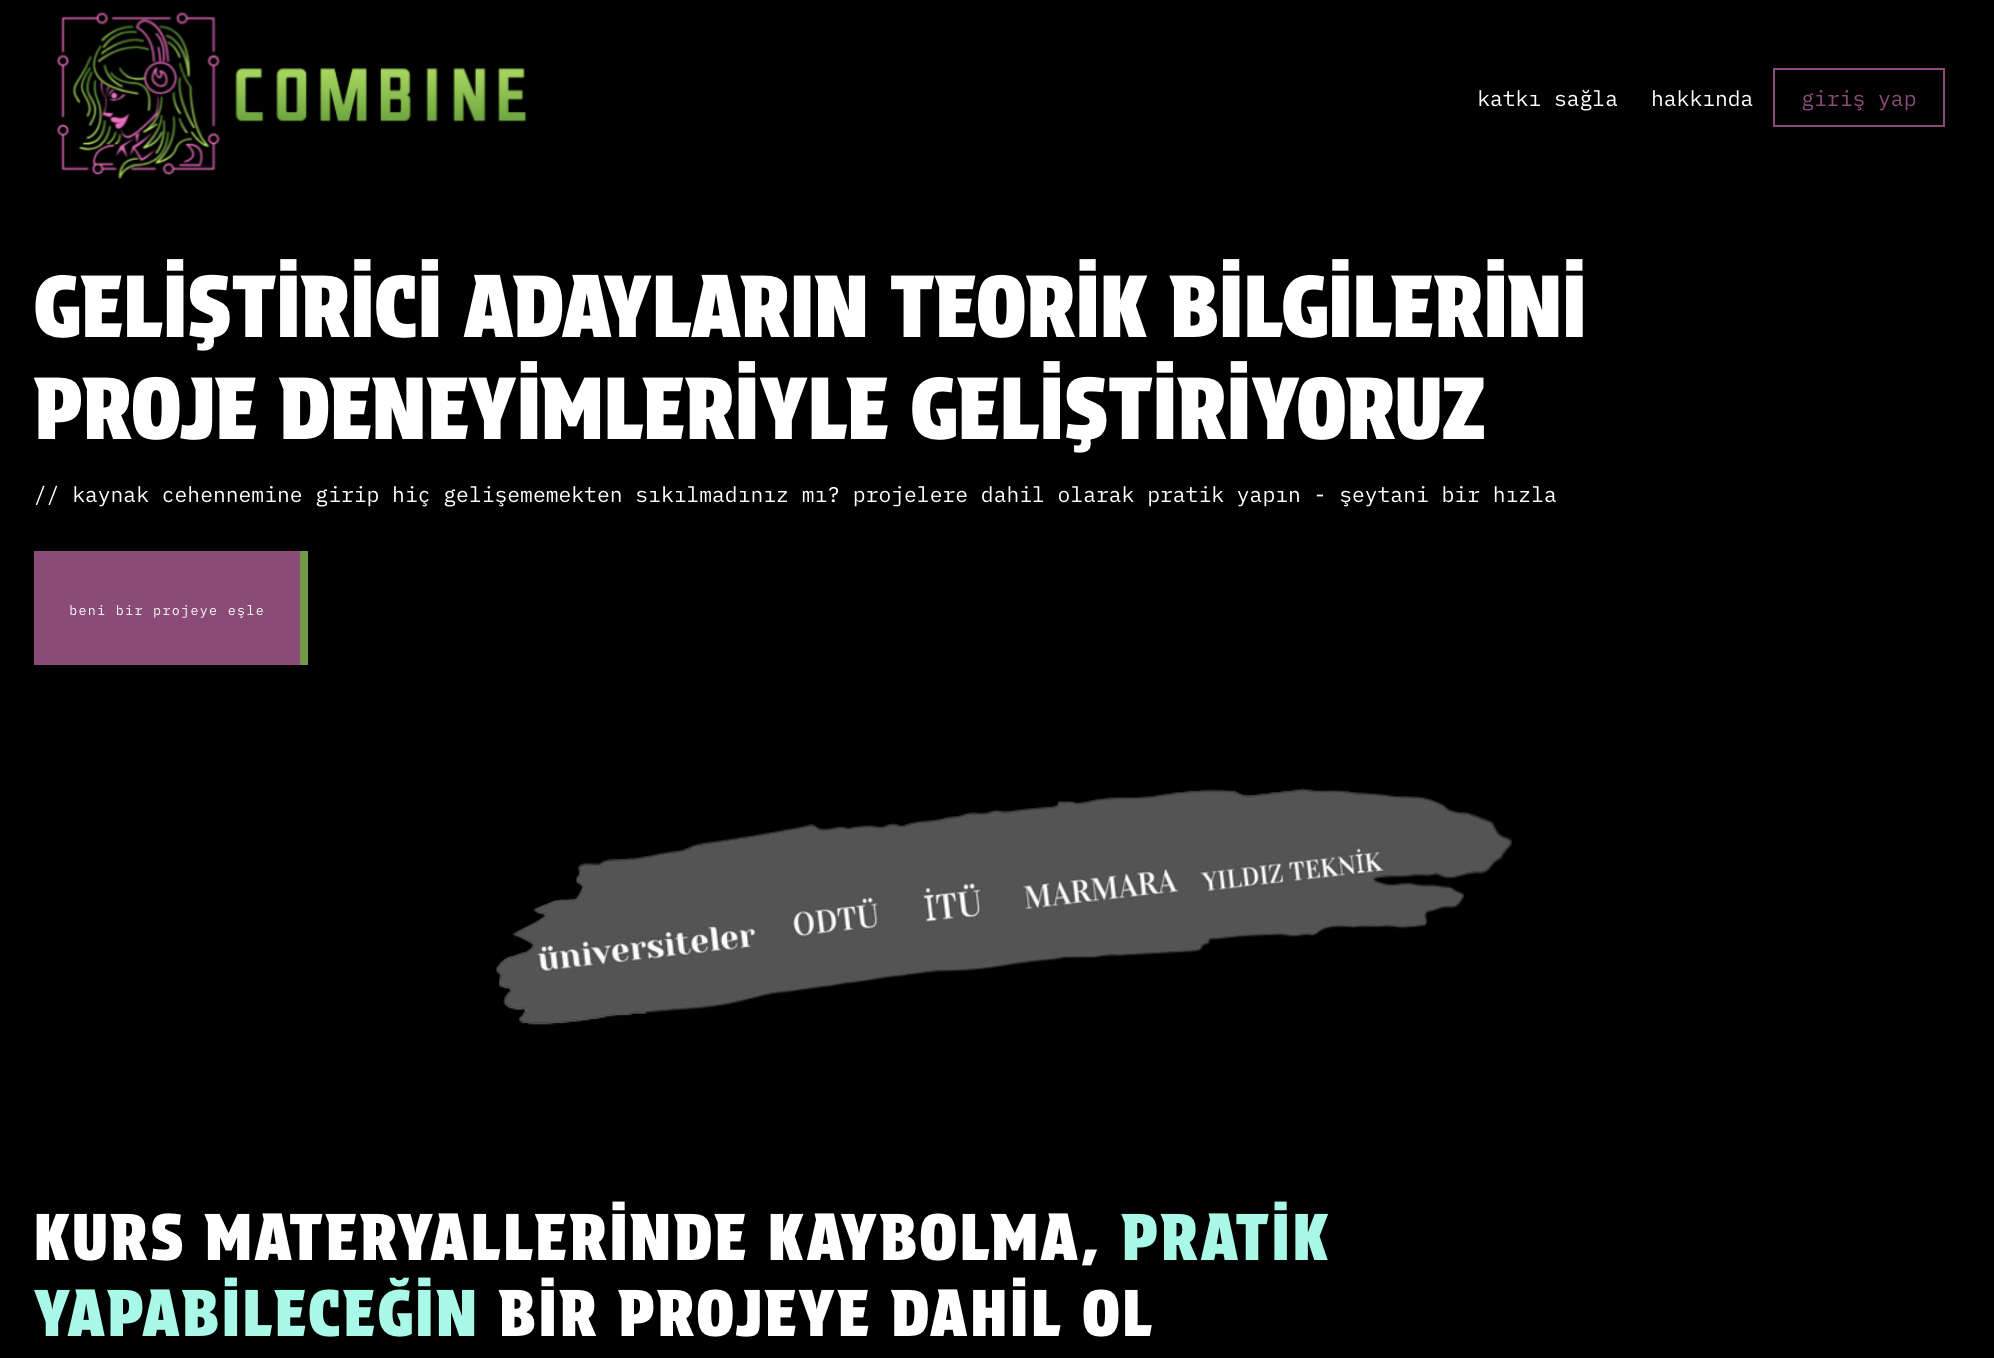 COMBINE
katkı sağla hakkında giriş yap
GELİŞTİRİCİ ADAYLARIN TEORİK BİLGİLERİNİ
PROJE DENEYİMLERİYLE GELİŞTİRİYORUZ
// kaynak cehennemine girip hiç gelişememekten sıkılmadınız mı? projelere dahil olarak pratik yapın - şeytani bir hızla
beni bir projeye eşle
üniversiteler ODTÜ İTÜ MARMARA YILDIZ TEKNİK
KURS MATERYALLERİNDE KAYBOLMA, PRATİK
YAPABİLECEĞİN BİR PROJEYE DAHİL OL